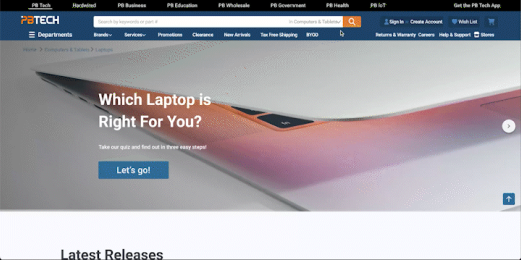 PB Tech
Hardwired
PB Business
PB Wholesale
PB Government
PB Health
PB IoT
Get the PB Tech App
PBTECH
Search by keywords or part #
in Computers & Tablets
Sign In or Create Account
Wish List
Departments
Brands
Services
Promotions
Clearance
New Arrivals
Tax Free Shipping
BYOD
Returns & Warranty
Careers
Help & Support
Stores
Home > Computers & Tablets > Laptops
Which Laptop is
Right For You?
Take our quiz and find out in three easy steps!
Let's go!
Latest Releases